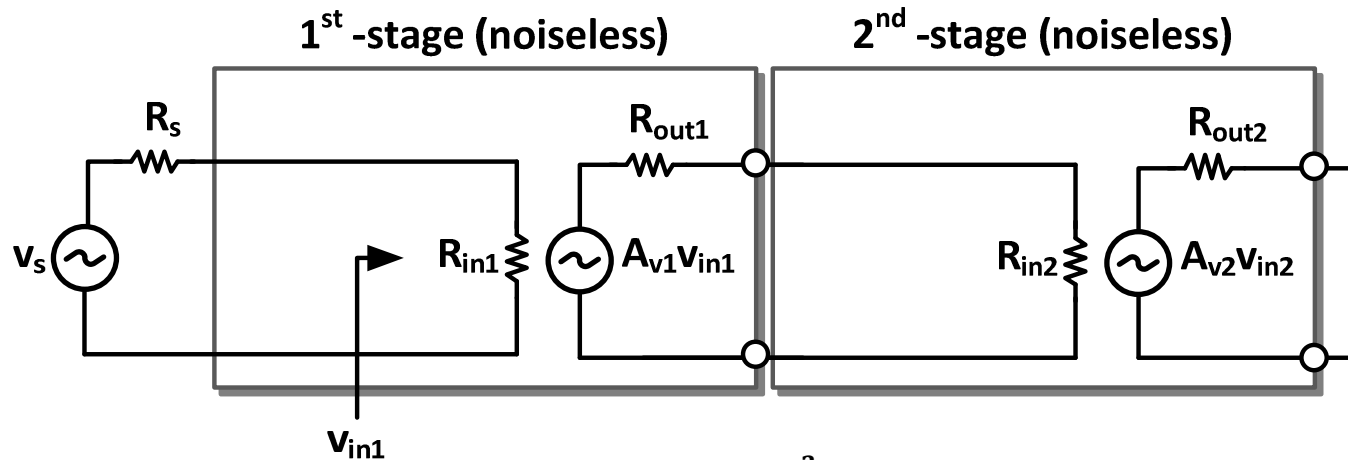 1st -stage (noiseless)
2nd -stage (noiseless)
Rs
Rout1
Rout2
vs
Rin1
Av1vin1
Rin2
Av2vin2
vin1